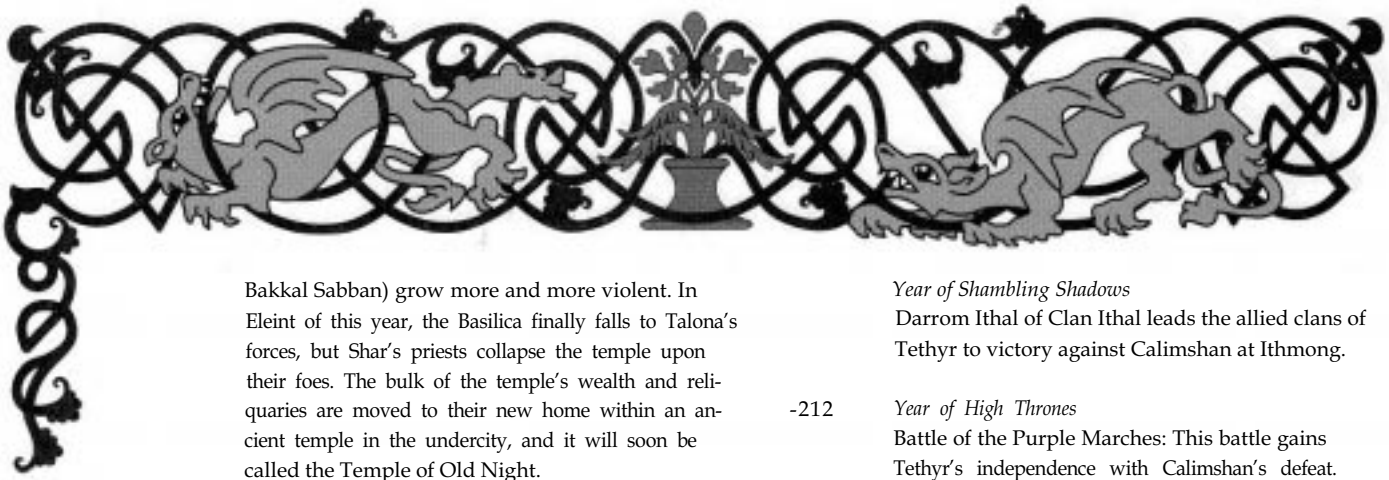 Bakkal Sabban) grow more and more violent. In
Eleint of this year, the Basilica finally falls to Talona’s
forces, but Shar’s priests collapse the temple upon
their foes. The bulk of the temple’s wealth and reli-
quaries are moved to their new home within an an-
cient temple in the undercity, and it will soon be
called the Temple of Old Night.
Year of Shambling Shadows
Darrom Ithal of Clan Ithal leads the allied clans of
Tethyr to victory against Calimshan at Ithmong.
-212 Year of High Thrones
Battle of the Purple Marches: This battle gains
Tethyr’s independence with Calimshan’s defeat.